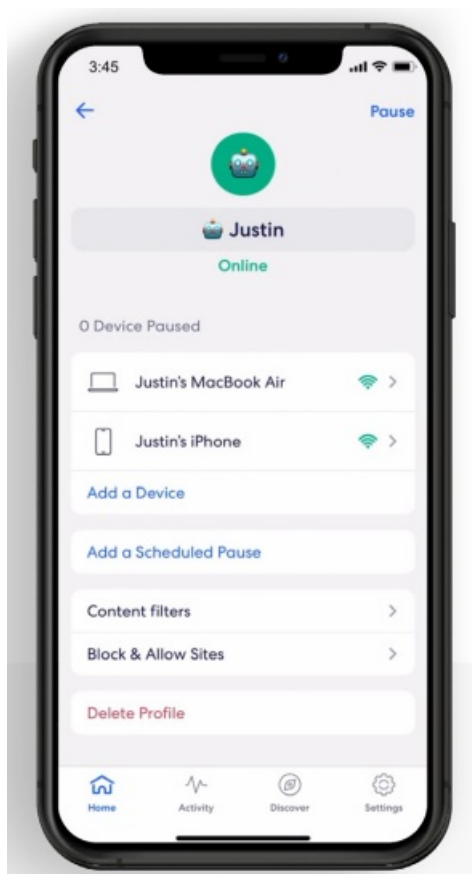 3:45
Pause
Justin
Online
0 Device Paused
Justin's MacBook Air
Justin's iPhone
Add a Device
Add a Scheduled Pause
Content filters
Block & Allow Sites
Delete Profile
Home Activity Discover Settings